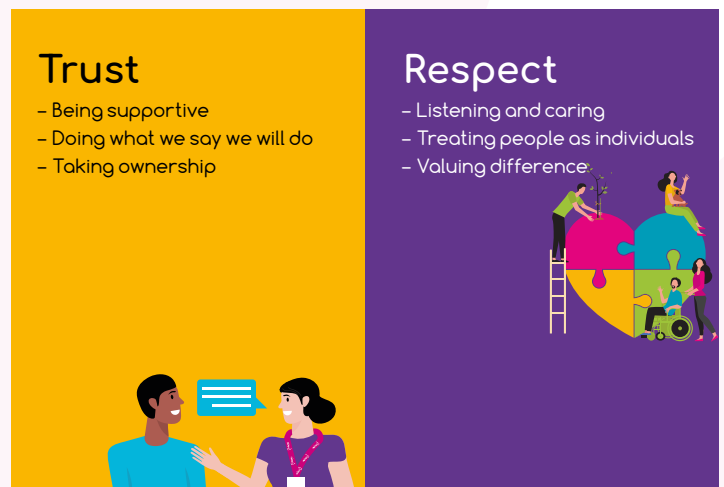 Trust
– Being supportive
– Doing what we say we will do
– Taking ownership
Respect
– Listening and caring
– Treating people as individuals
– Valuing difference